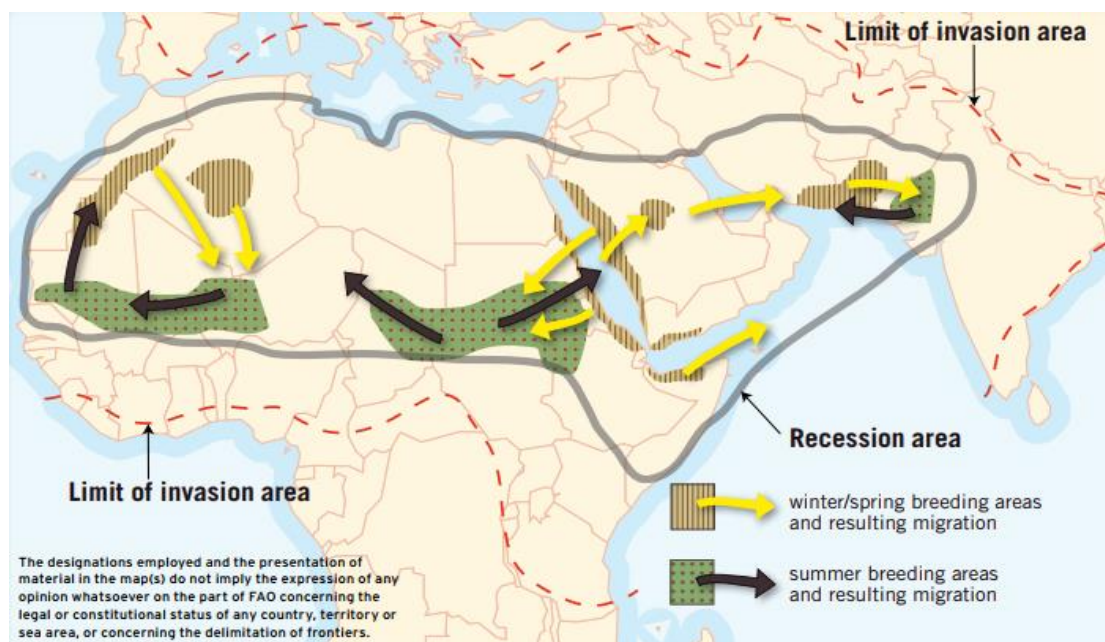 Limit of invasion area
Recession area
Limit of invasion area
winter/spring breeding areas
and resulting migration
summer breeding areas
and resulting migration
The designations employed and the presentation of
material in the map(s) do not imply the expression of any
opinion whatsoever on the part of FAO concerning the
legal or constitutional status of any country, territory or
sea area, or concerning the delimitation of frontiers.